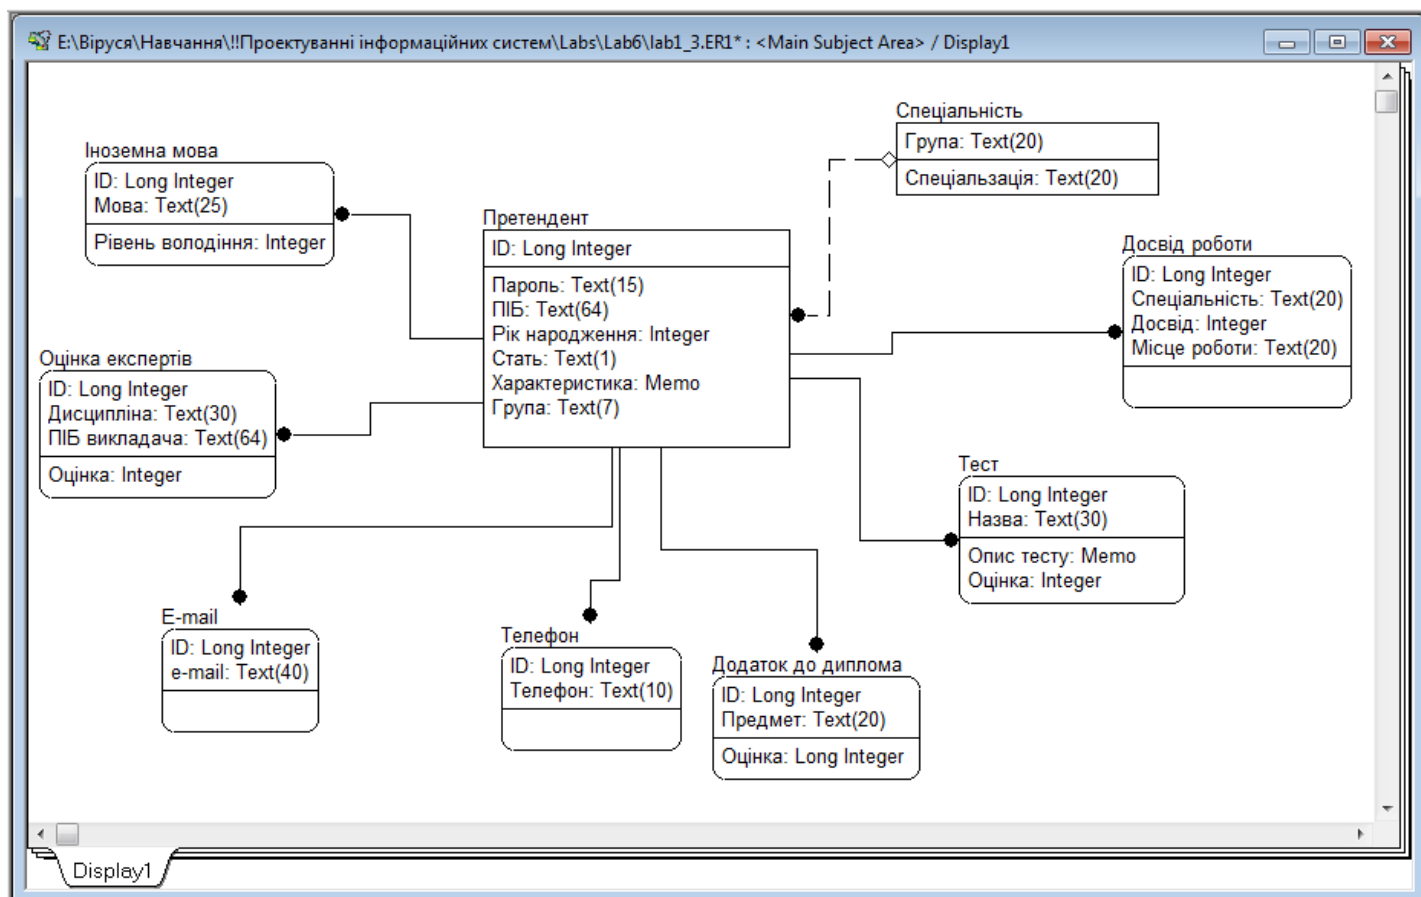 E:\Віруся\Навчання\!!Проектуванні інформаційних систем\Labs\Lab6\lab1_3.ER1* : <Main Subject Area> / Display1
Спеціальність
Група: Text(20)
Спеціальзація: Text(20)
Іноземна мова
ID: Long Integer
Мова: Text(25)
Рівень володіння: Integer
Претендент
ID: Long Integer
Пароль: Text(15)
ПІБ: Text(64)
Рік народження: Integer
Стать: Text(1)
Характеристика: Memo
Група: Text(7)
Досвід роботи
ID: Long Integer
Спеціальність: Text(20)
Досвід: Integer
Місце роботи: Text(20)
Оцінка експертів
ID: Long Integer
Дисципліна: Text(30)
ПІБ викладача: Text(64)
Оцінка: Integer
Тест
ID: Long Integer
Назва: Text(30)
Опис тесту: Memo
Оцінка: Integer
E-mail
ID: Long Integer
e-mail: Text(40)
Телефон
ID: Long Integer
Телефон: Text(10)
Додаток до диплома
ID: Long Integer
Предмет: Text(20)
Оцінка: Long Integer
Display1